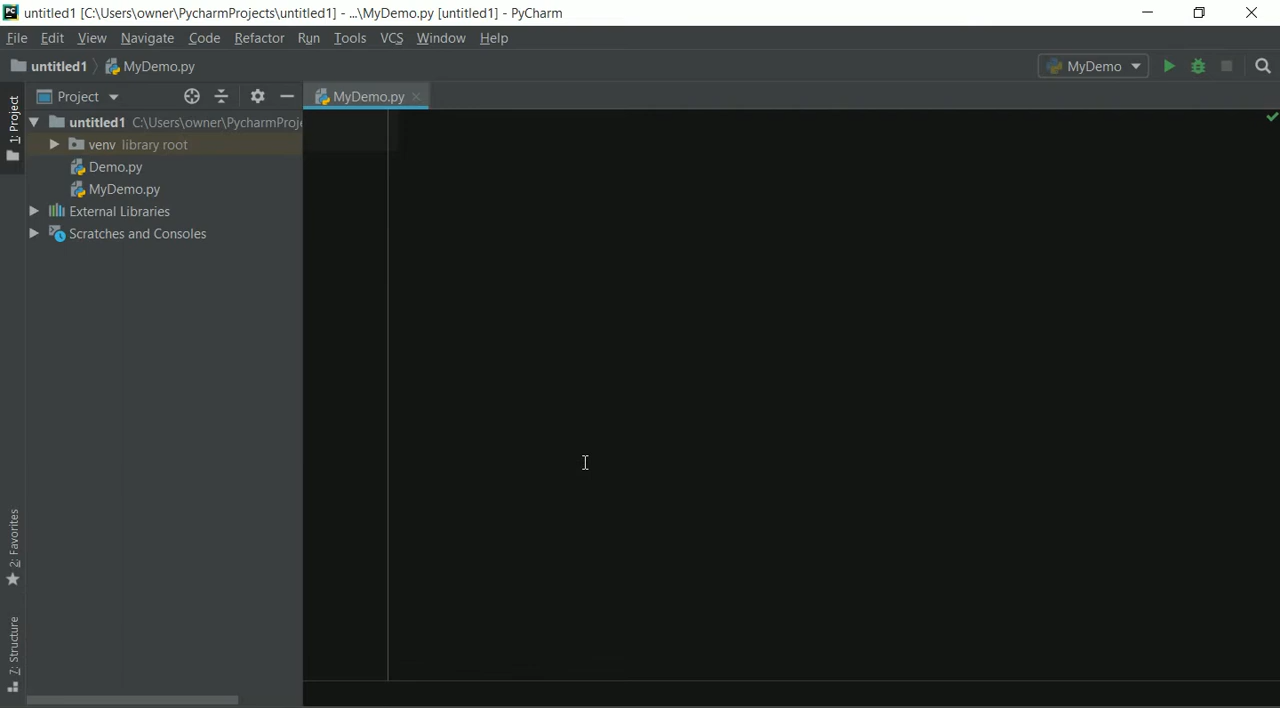 PC untitled1 [C:\Users\owner\PycharmProjects\untitled1] - ...\MyDemo.py [untitled1] - PyCharm
File Edit View Navigate Code Refactor Run Tools VCS Window Help
untitled1 MyDemo.py MyDemo
Project MyDemo.py
untitled1 C:\Users\owner\PycharmProj
venv library root
Demo.py
MyDemo.py
External Libraries
Scratches and Consoles
1: Project
2: Favorites
7: Structure